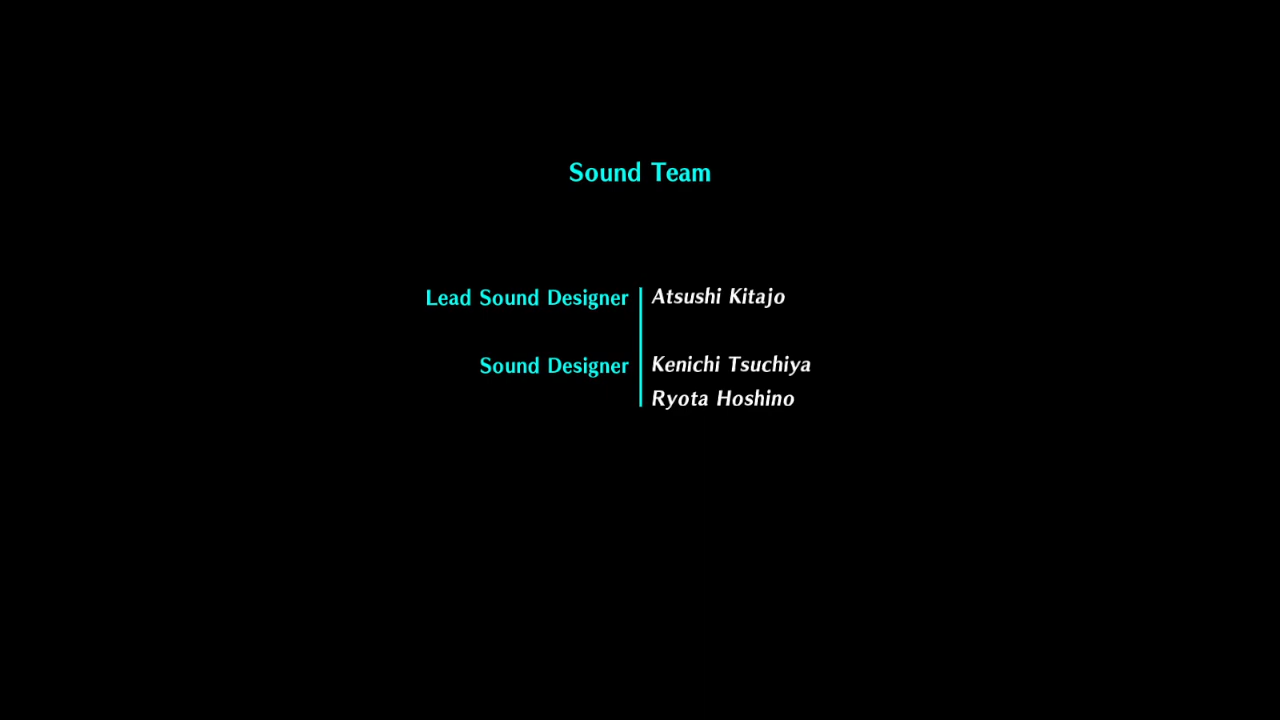 Sound Team
Lead Sound Designer Atsushi Kitajo
Sound Designer Kenichi Tsuchiya
Ryota Hoshino